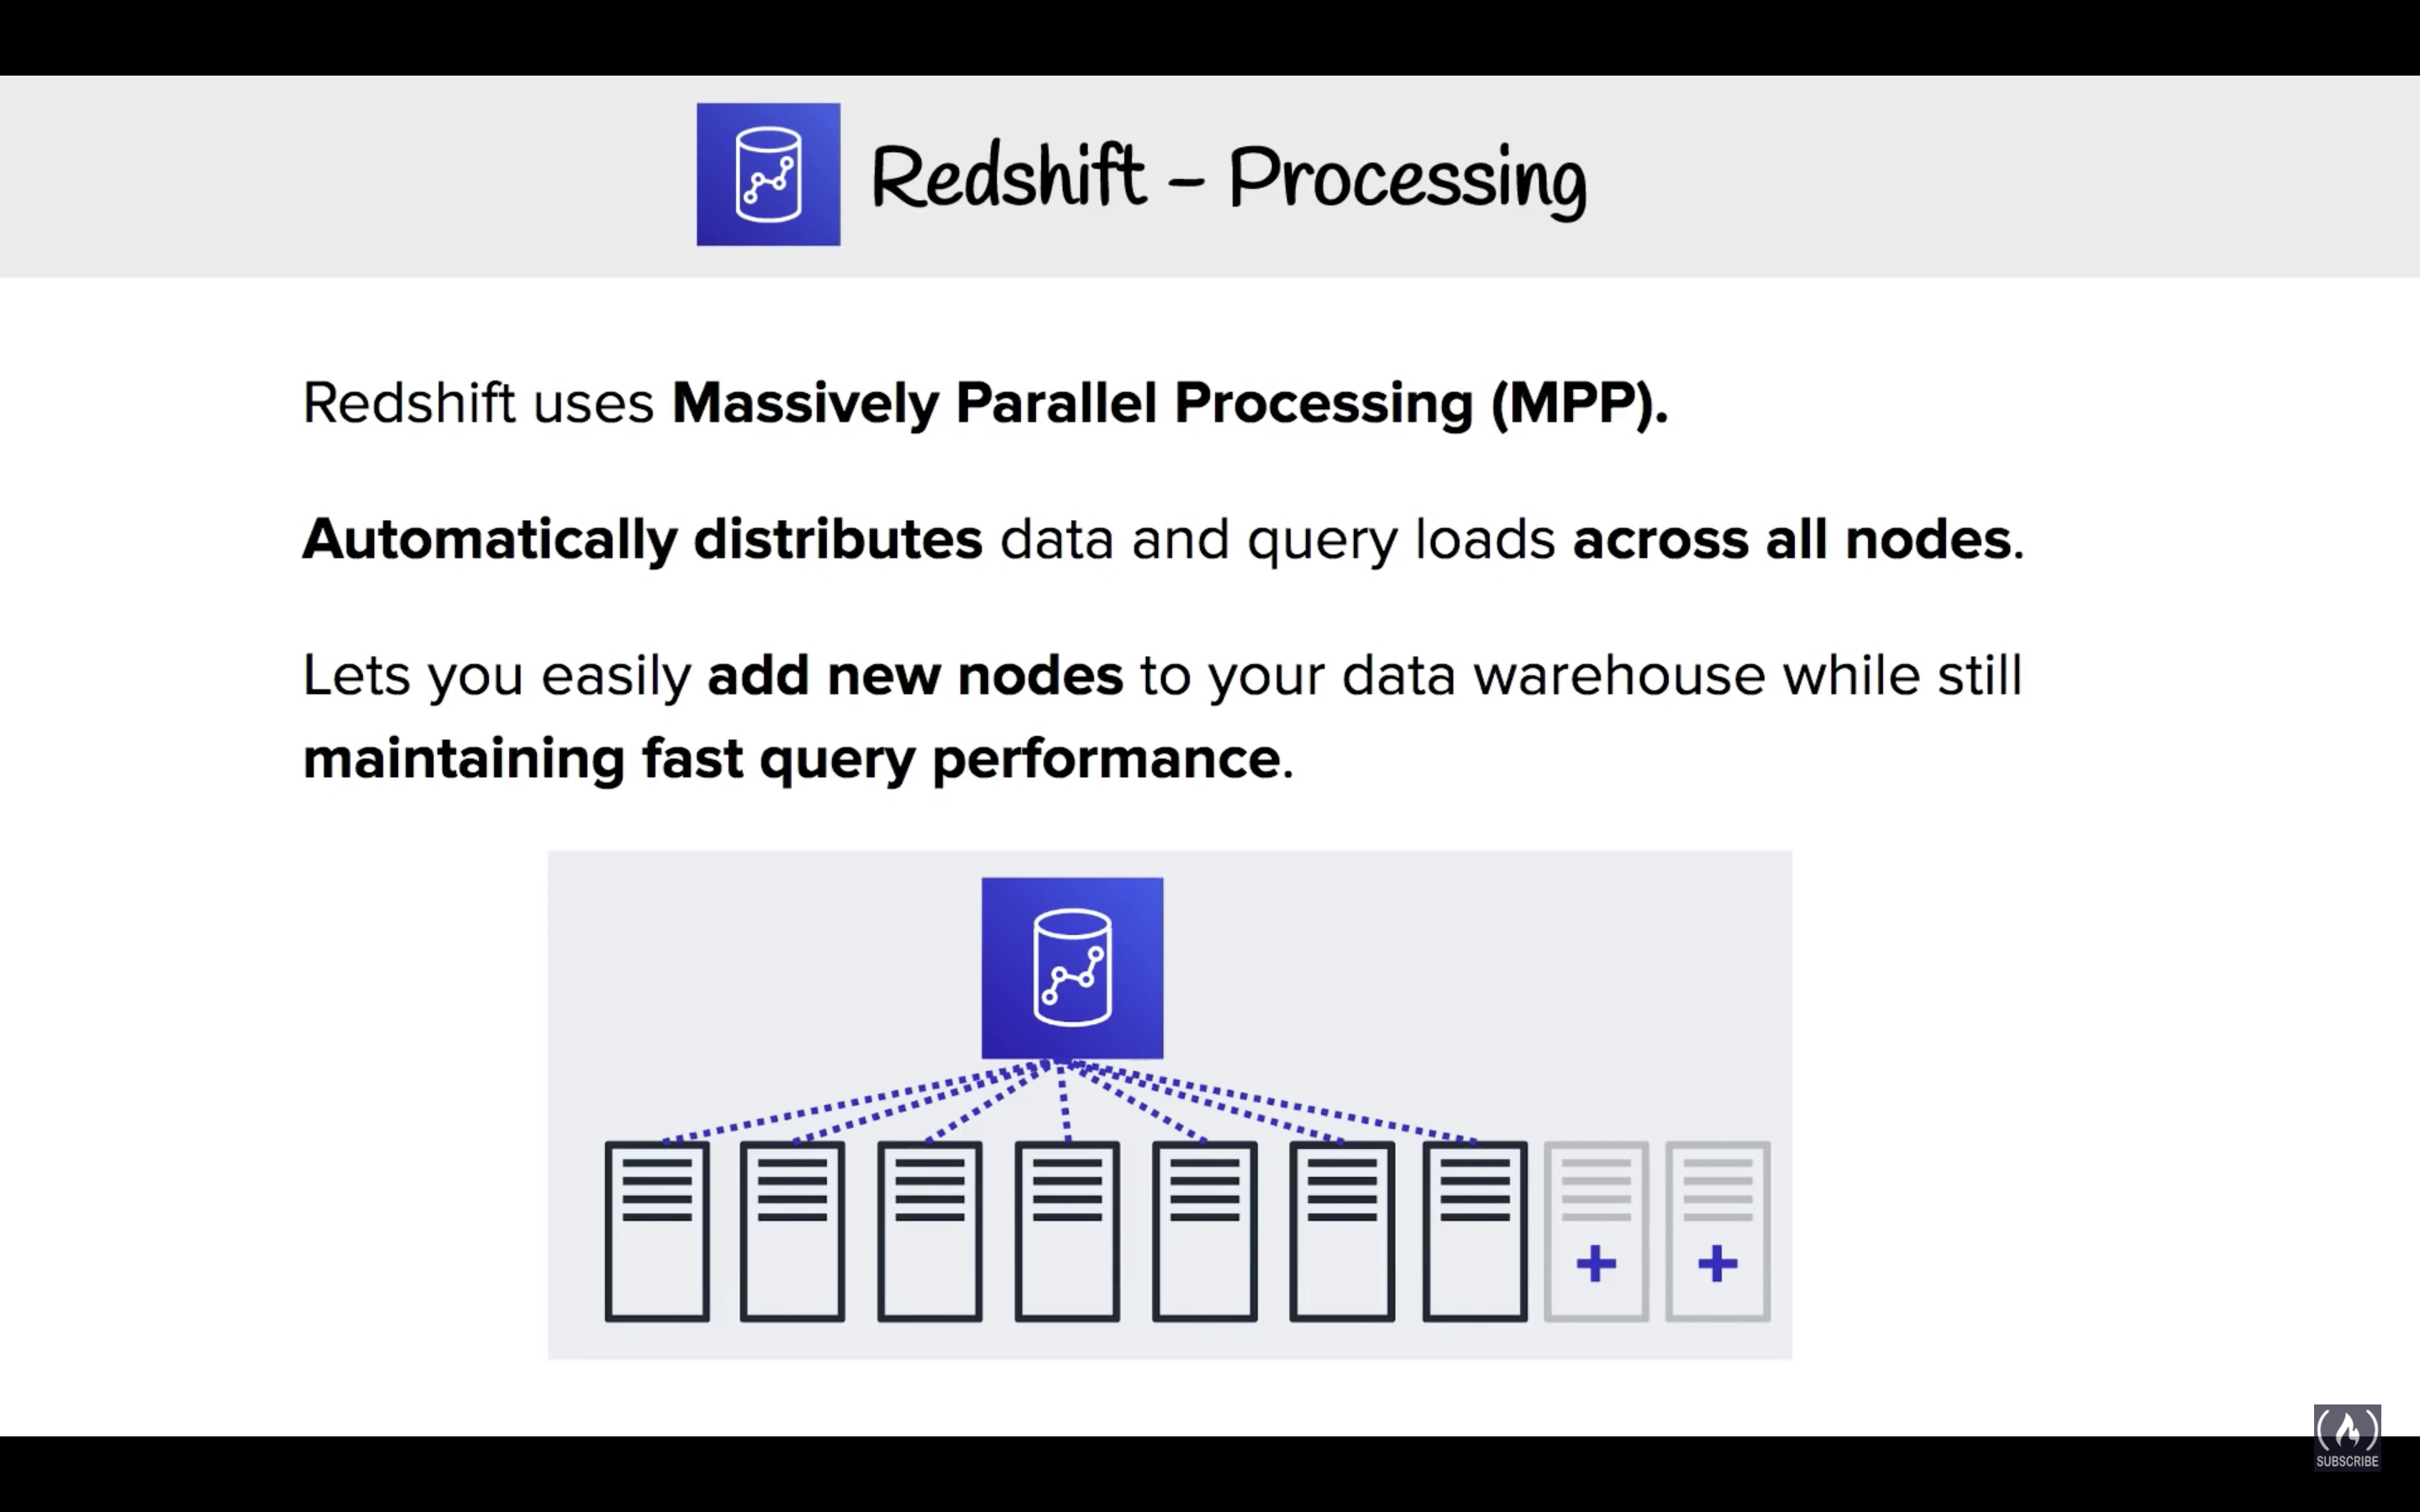 Redshift – Processing
Redshift uses Massively Parallel Processing (MPP).
Automatically distributes data and query loads across all nodes.
Lets you easily add new nodes to your data warehouse while still
maintaining fast query performance.
SUBSCRIBE